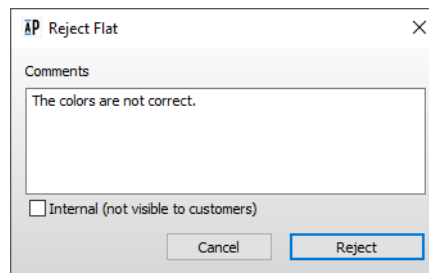 AP Reject Flat
Comments
The colors are not correct.
Internal (not visible to customers)
Cancel Reject